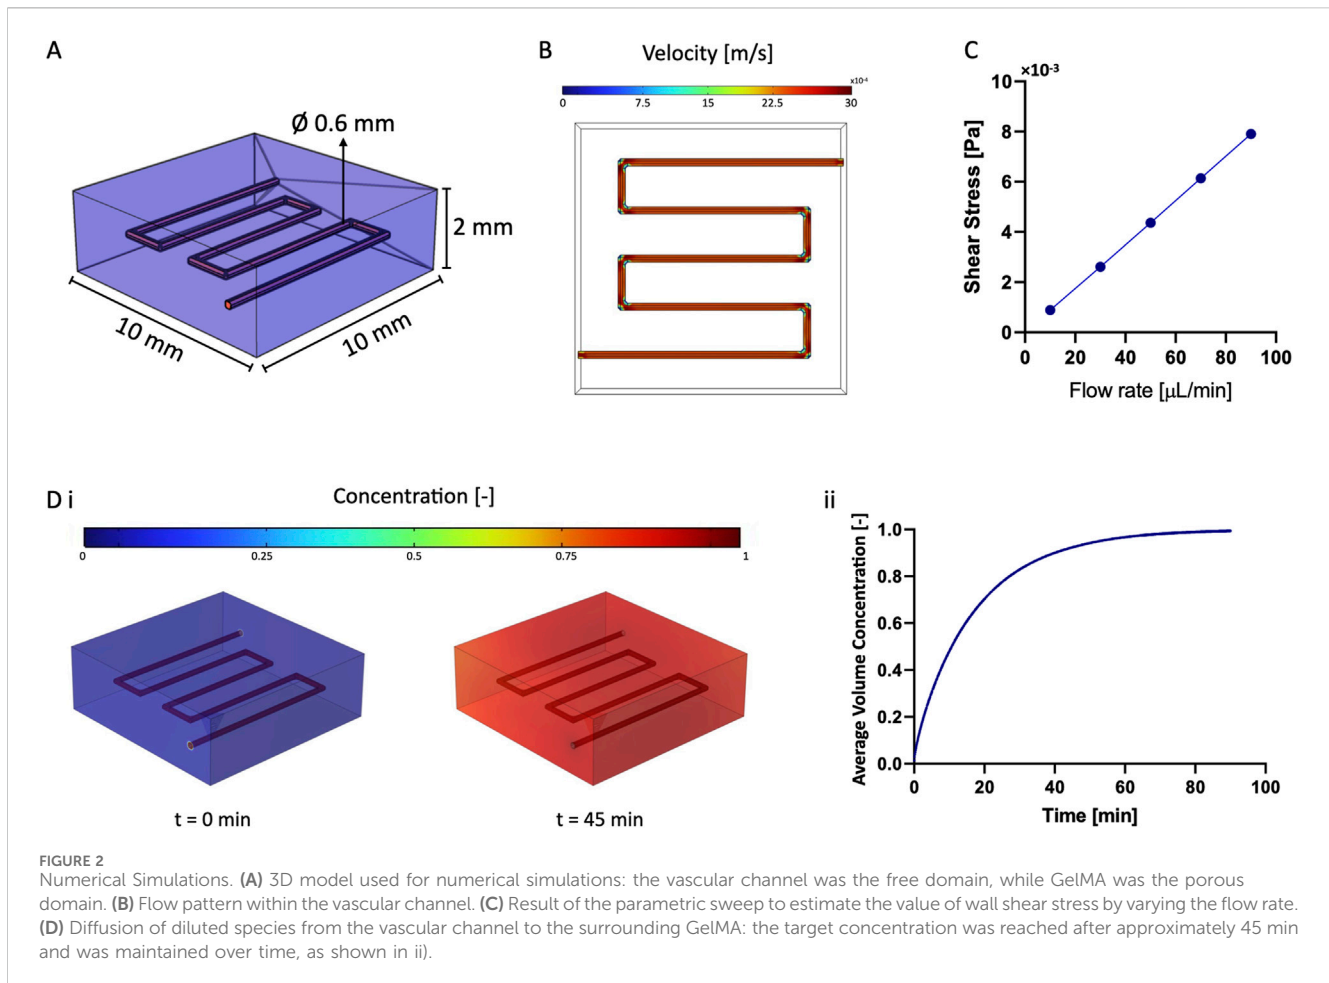 A
Ø 0.6 mm
2 mm
10 mm
10 mm
B
Velocity [m/s]
x10⁻⁴
0 7.5 15 22.5 30
C
×10⁻³
10
8
6
4
2
0
Shear Stress [Pa]
0 20 40 60 80 100
Flow rate [μL/min]
D i
Concentration [-]
0 0.25 0.5 0.75 1
t = 0 min
t = 45 min
ii
1.0
0.8
0.6
0.4
0.2
0.0
Average Volume Concentration [-]
0 20 40 60 80 100
Time [min]
FIGURE 2
Numerical Simulations. (A) 3D model used for numerical simulations: the vascular channel was the free domain, while GelMA was the porous
domain. (B) Flow pattern within the vascular channel. (C) Result of the parametric sweep to estimate the value of wall shear stress by varying the flow rate.
(D) Diffusion of diluted species from the vascular channel to the surrounding GelMA: the target concentration was reached after approximately 45 min
and was maintained over time, as shown in ii).